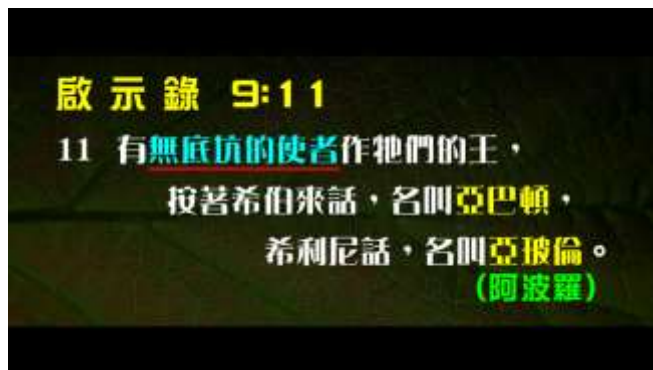 啟示錄 9:11
11 有無底坑的使者作牠們的王，
按著希伯來話，名叫亞巴頓，
希利尼話，名叫亞玻倫。
(阿波羅)